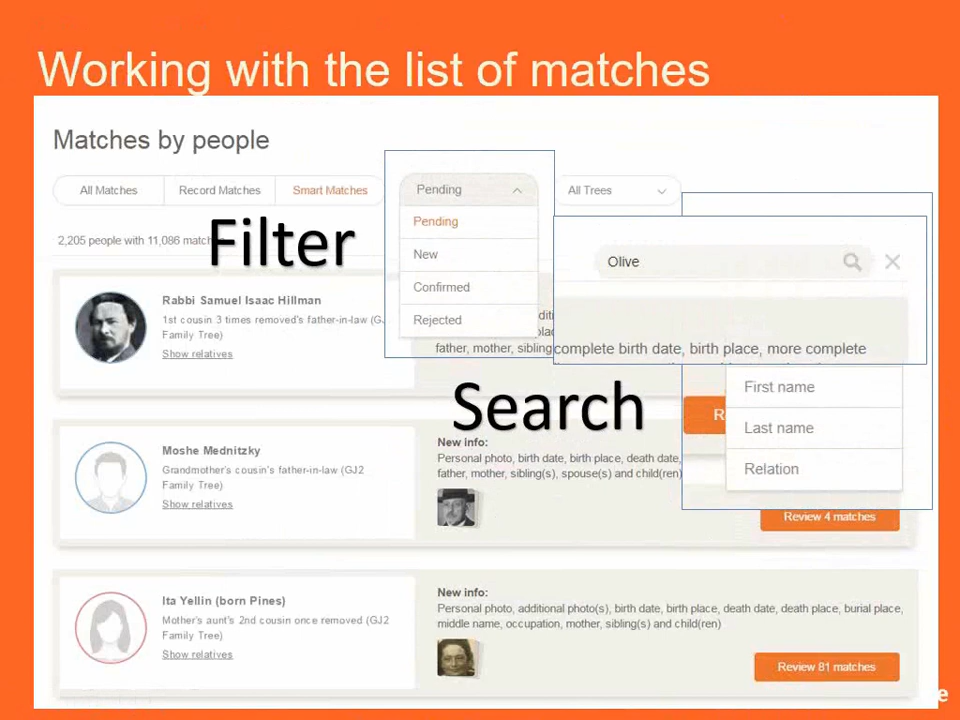 Working with the list of matches
Matches by people
All Matches
Record Matches
Smart Matches
Pending
All Trees
Pending
New
Confirmed
Rejected
Filter
2,205 people with 11,086
Olive
Rabbi Samuel Isaac Hillman
1st cousin 3 times removed's father-in-law
Family Tree)
Show relatives
father, mother,
complete birth date, birth place, more complete
First name
Last name
Relation
Search
Moshe Mednitzky
Grandmother's cousin's father-in-law (GJ2
Family Tree)
Show relatives
New info:
Personal photo, birth date, birth place, death date,
father, mother, sibling(s), spouse(s) and child(ren)
Review 4 matches
Ita Yellin (born Pines)
Mother's aunt's 2nd cousin once removed (GJ2
Family Tree)
Show relatives
New info:
Personal photo, additional photo(s), birth date, birth place, death date, death place, burial place,
middle name, occupation, mother, sibling(s) and child(ren)
Review 81 matches